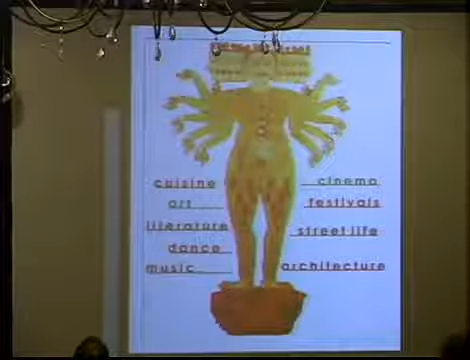 cuisine
art
literature
dance
music
cinema
festivals
street life
architecture